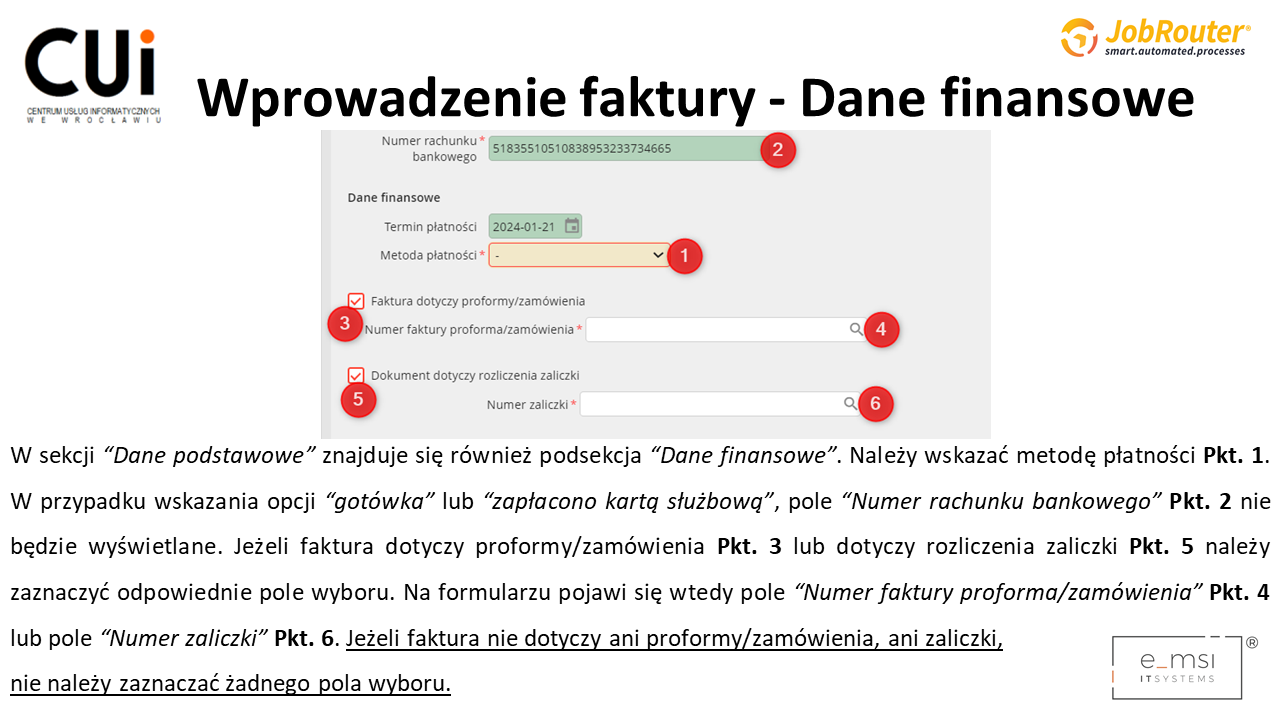 CUi
CENTRUM USŁUG INFORMATYCZNYCH
WE WROCŁAWIU
JobRouter®
smart.automated.processes
Wprowadzenie faktury - Dane finansowe
Numer rachunku *
bankowego
51835510510838953233734665
2
Dane finansowe
Termin płatności 2024-01-21
Metoda płatności * - 1
Faktura dotyczy proformy/zamówienia
3 Numer faktury proforma/zamówienia * 4
Dokument dotyczy rozliczenia zaliczki
5 Numer zaliczki * 6
W sekcji “Dane podstawowe” znajduje się również podsekcja “Dane finansowe”. Należy wskazać metodę płatności Pkt. 1.
W przypadku wskazania opcji “gotówka” lub “zapłacono kartą służbową”, pole “Numer rachunku bankowego” Pkt. 2 nie
będzie wyświetlane. Jeżeli faktura dotyczy proformy/zamówienia Pkt. 3 lub dotyczy rozliczenia zaliczki Pkt. 5 należy
zaznaczyć odpowiednie pole wyboru. Na formularzu pojawi się wtedy pole “Numer faktury proforma/zamówienia” Pkt. 4
lub pole “Numer zaliczki” Pkt. 6. Jeżeli faktura nie dotyczy ani proformy/zamówienia, ani zaliczki,
nie należy zaznaczać żadnego pola wyboru.
e_msi ®
ITSYSTEMS